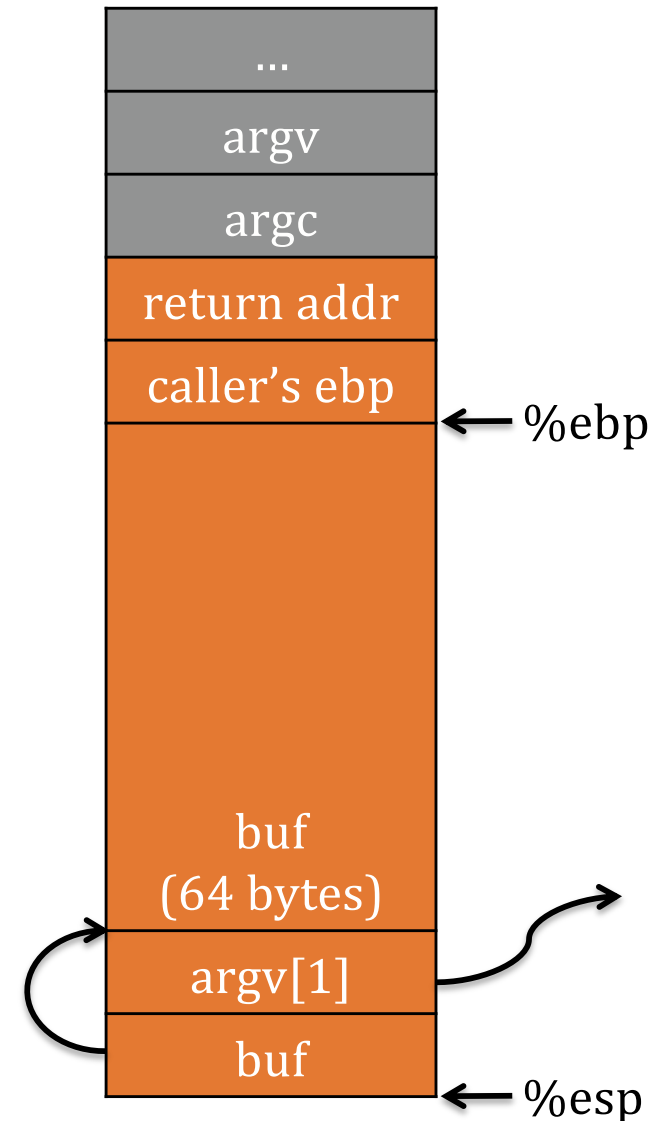 ...
argv
argc
return addr
caller’s ebp
%ebp
buf
(64 bytes)
argv[1]
buf
%esp